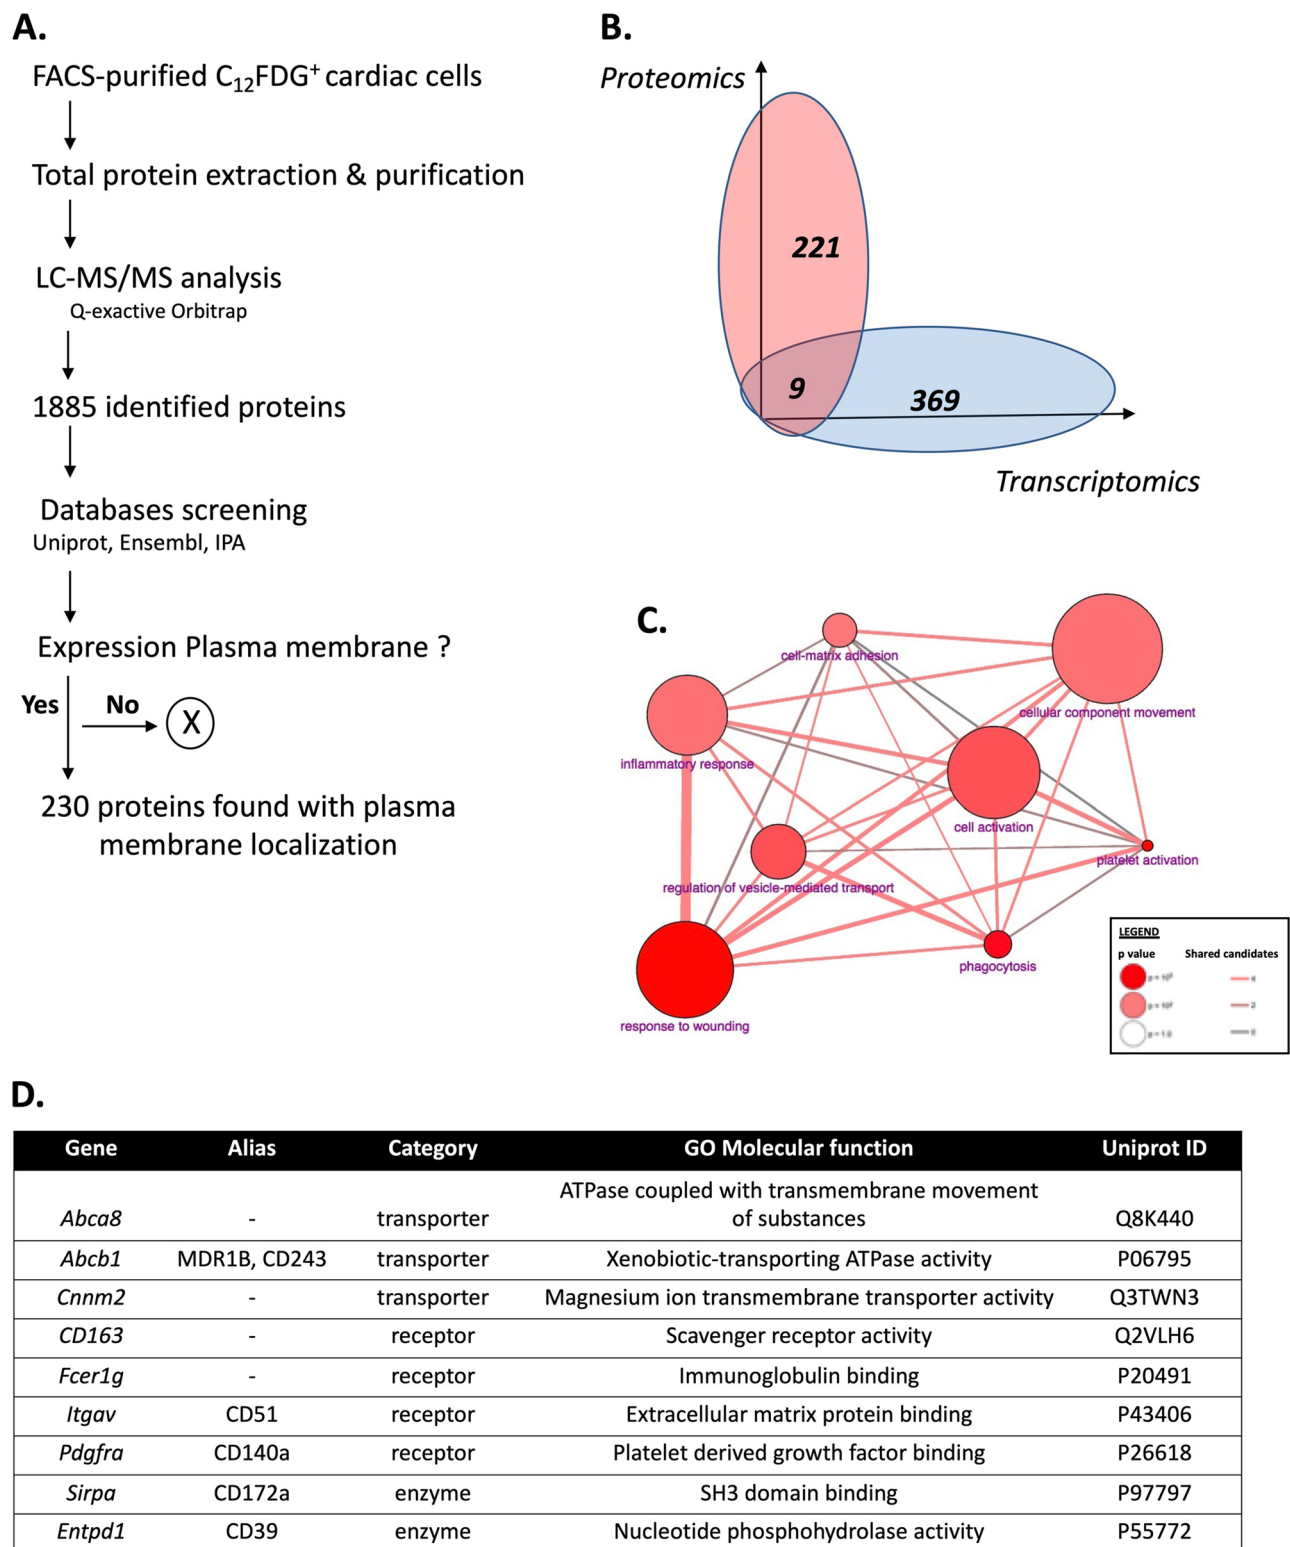 A.
FACS-purified C12FDG+ cardiac cells
Total protein extraction & purification
LC-MS/MS analysis
Q-exactive Orbitrap
1885 identified proteins
Databases screening
Uniprot, Ensembl, IPA
Expression Plasma membrane ?
Yes
No
X
230 proteins found with plasma
membrane localization
B.
Proteomics
221
9
369
Transcriptomics
C.
cell-matrix adhesion
cellular component movement
inflammatory response
cell activation
platelet activation
regulation of vesicle-mediated transport
phagocytosis
response to wounding
LEGEND
p value Shared candidates
D.
Gene Alias Category GO Molecular function Uniprot ID
ATPase coupled with transmembrane movement
Abca8 - transporter of substances Q8K440
Abcb1 MDR1B, CD243 transporter Xenobiotic-transporting ATPase activity P06795
Cnnm2 - transporter Magnesium ion transmembrane transporter activity Q3TWN3
CD163 - receptor Scavenger receptor activity Q2VLH6
Fcer1g - receptor Immunoglobulin binding P20491
Itgav CD51 receptor Extracellular matrix protein binding P43406
Pdgfra CD140a receptor Platelet derived growth factor binding P26618
Sirpa CD172a enzyme SH3 domain binding P97797
Entpd1 CD39 enzyme Nucleotide phosphohydrolase activity P55772